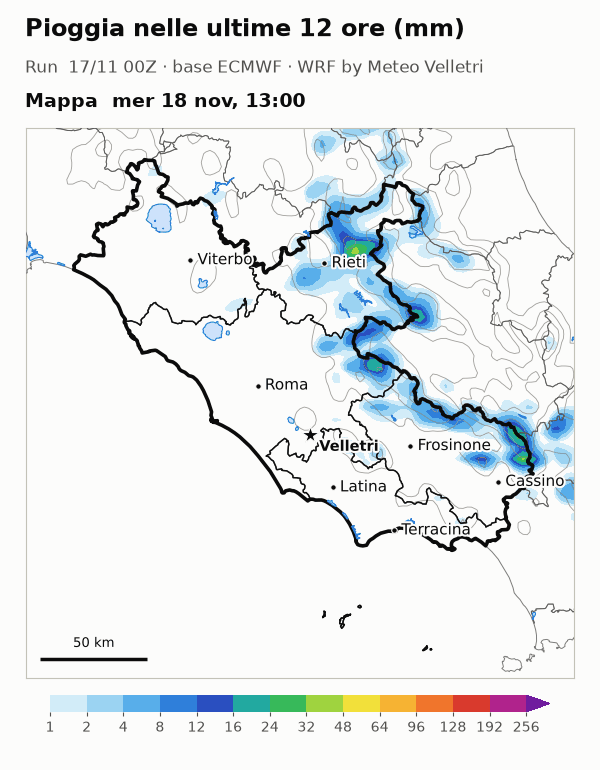 Pioggia nelle ultime 12 ore (mm)
Run  17/11 00Z · base ECMWF · WRF by Meteo Velletri
Mappa  mer 18 nov, 13:00
Viterbo
Rieti
Roma
Velletri
Frosinone
Latina
Cassino
Terracina
50 km
1 2 4 8 12 16 24 32 48 64 96 128 192 256